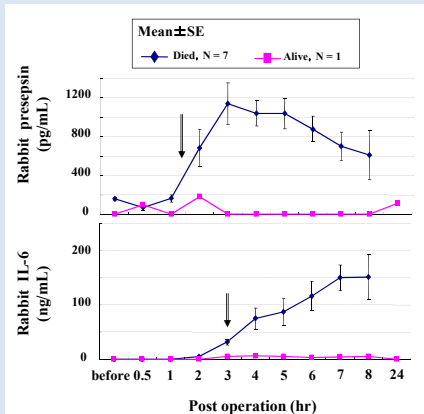 Mean±SE
Died, N = 7
Alive, N = 1
Rabbit presepsin
(pg/mL)
1200
800
400
0
Rabbit IL-6
(ng/mL)
200
100
0
before 0.5 1 2 3 4 5 6 7 8 24
Post operation (hr)